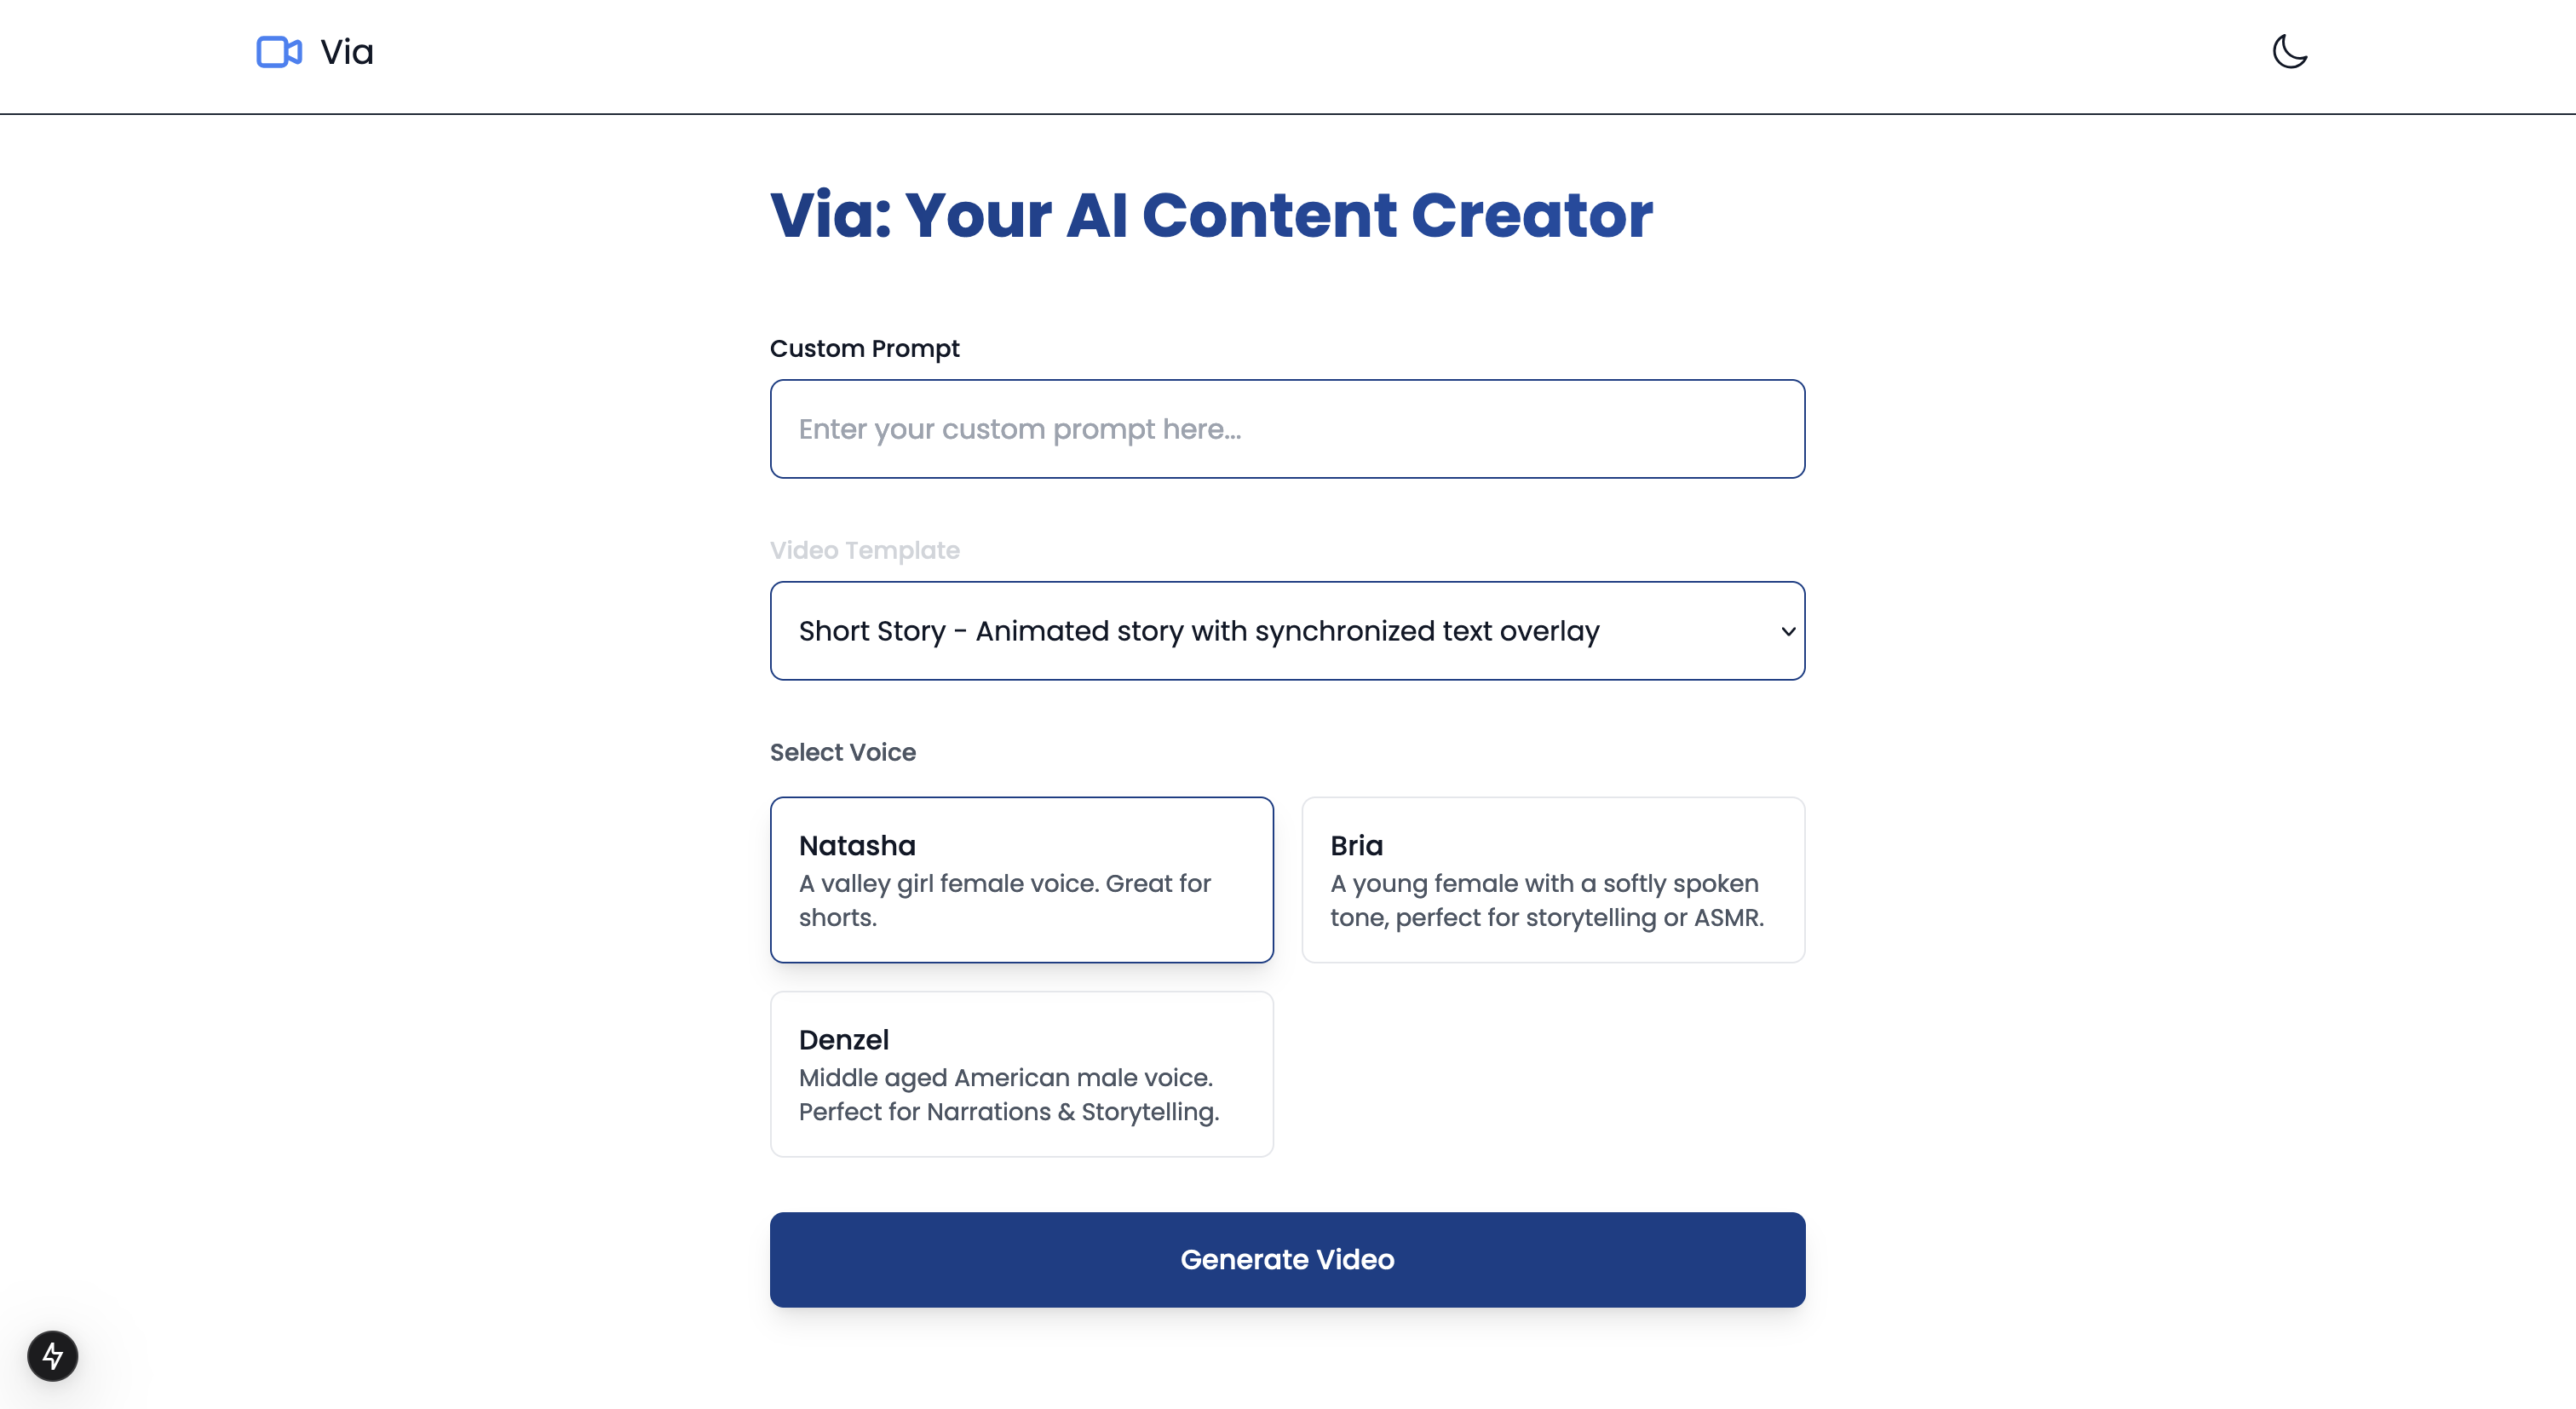 Via
Via: Your AI Content Creator
Custom Prompt
Enter your custom prompt here...
Video Template
Short Story - Animated story with synchronized text overlay
Select Voice
Natasha
A valley girl female voice. Great for
shorts.
Bria
A young female with a softly spoken
tone, perfect for storytelling or ASMR.
Denzel
Middle aged American male voice.
Perfect for Narrations & Storytelling.
Generate Video